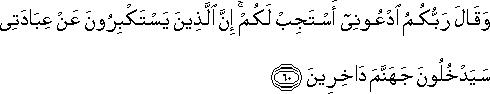 وَقَالَ رَبُّكُمُ ٱدْعُونِىٓ أَسْتَجِبْ لَكُمْ ۚ إِنَّ ٱلَّذِينَ يَسْتَكْبِرُونَ عَنْ عِبَادَتِى
سَيَدْخُلُونَ جَهَنَّمَ دَاخِرِينَ ﴿٦٠﴾